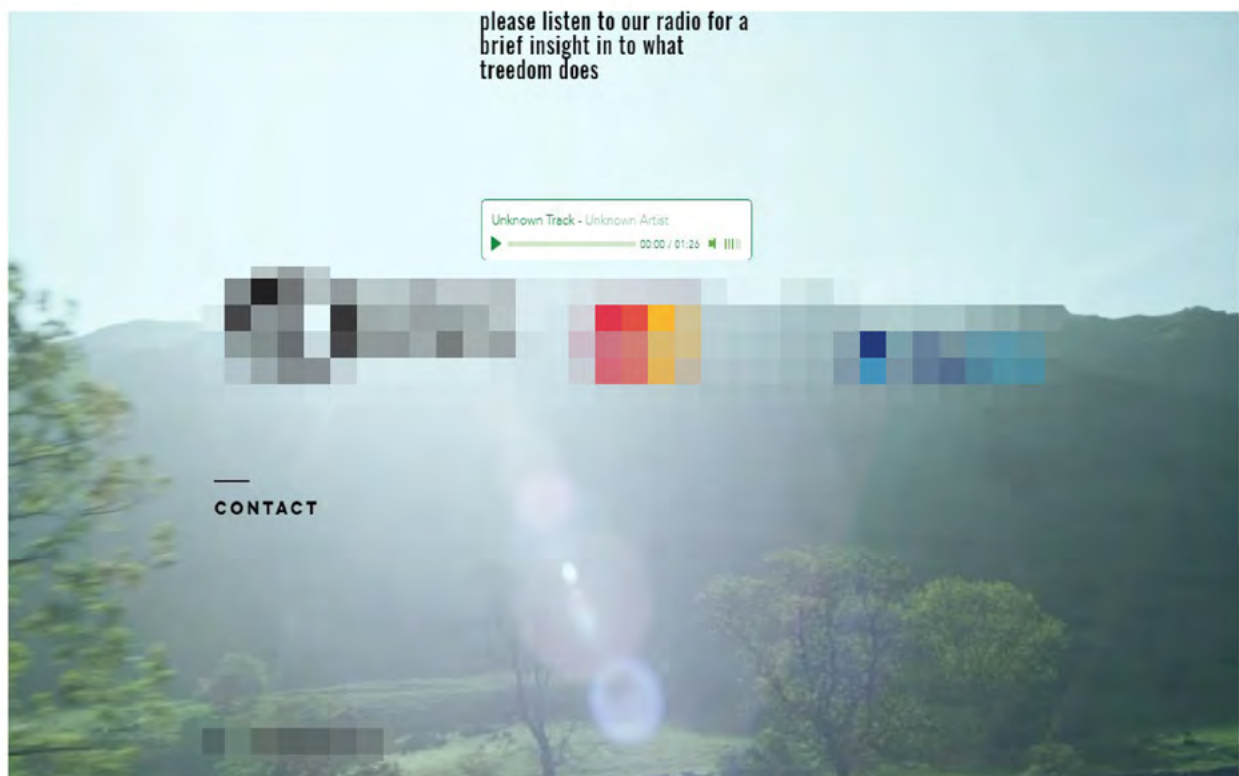 please listen to our radio for a
brief insight in to what
treedom does
Unknown Track - Unknown Artist
00:00 / 01:26
CONTACT